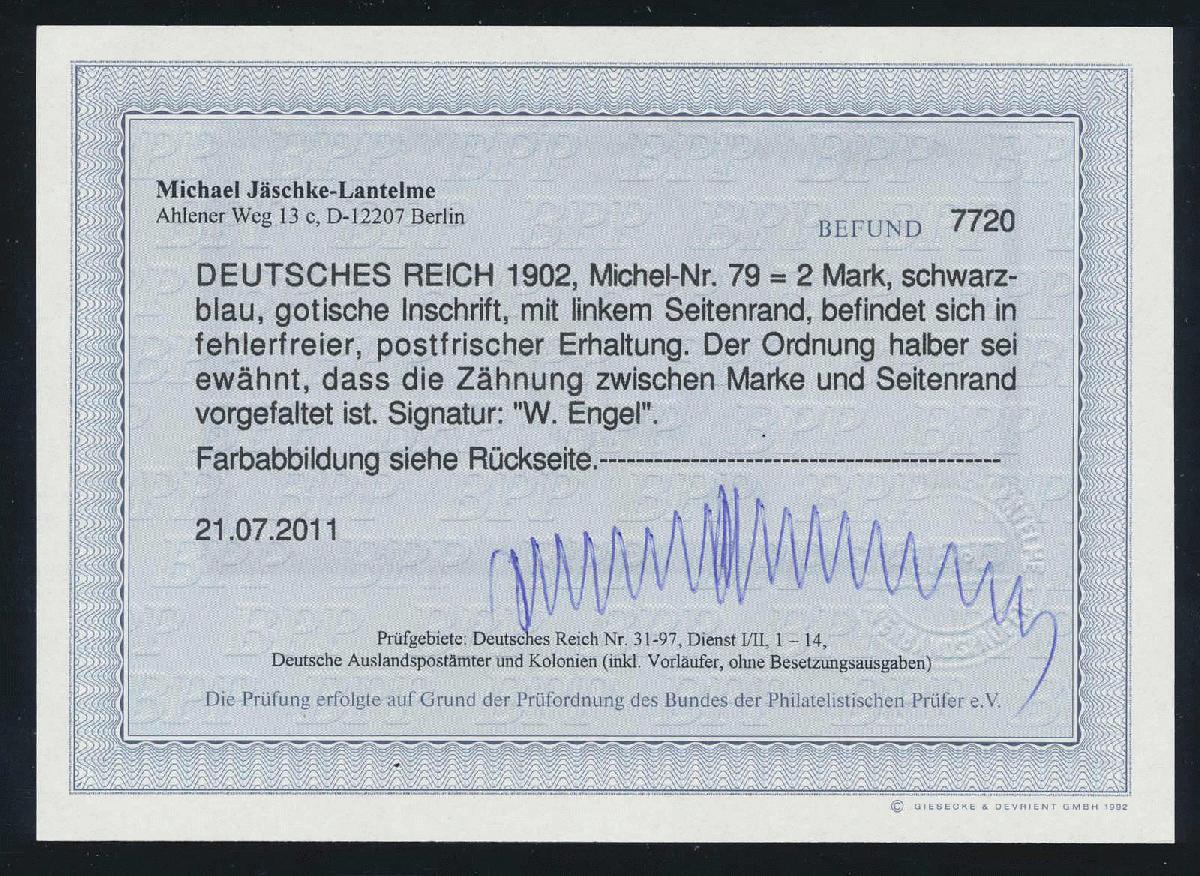 Michael Jäschke-Lantelme
Ahlener Weg 13 c, D-12207 Berlin
BEFUND 7720
DEUTSCHES REICH 1902, Michel-Nr. 79 = 2 Mark, schwarz-
blau, gotische Inschrift, mit linkem Seitenrand, befindet sich in
fehlerfreier, postfrischer Erhaltung. Der Ordnung halber sei
ewähnt, dass die Zähnung zwischen Marke und Seitenrand
vorgefaltet ist. Signatur: "W. Engel".
Farbabbildung siehe Rückseite.--------------------------------------------
21.07.2011
Prüfgebiete: Deutsches Reich Nr. 31-97, Dienst I/II, 1 – 14,
Deutsche Auslandspostämter und Kolonien (inkl. Vorläufer, ohne Besetzungsausgaben)
Die Prüfung erfolgte auf Grund der Prüfordnung des Bundes der Philatelistischen Prüfer e.V.
© GIESECKE & DEVRIENT GMBH 1992